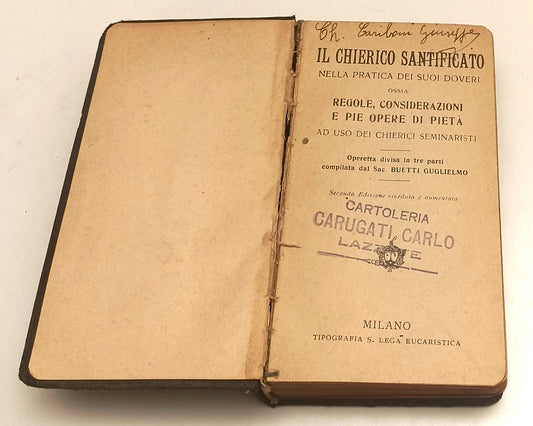 Ch. Cariboni Giuseppe
IL CHIERICO SANTIFICATO
NELLA PRATICA DEI SUOI DOVERI
OSSIA
REGOLE, CONSIDERAZIONI
E PIE OPERE DI PIETÀ
AD USO DEI CHIERICI SEMINARISTI
Operetta divisa in tre parti
compilata dal Sac. BUETTI GUGLIELMO
Seconda Edizione riveduta e aumentata
CARTOLERIA
CARUGATI CARLO
MILANO
TIPOGRAFIA S. LEGA EUCARISTICA